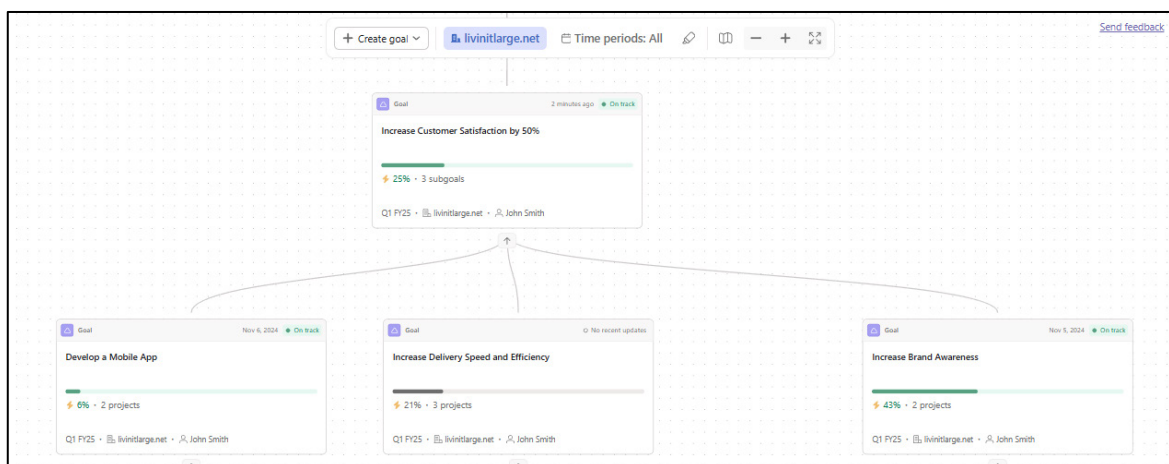 Create goal
livinitlarge.net
Time periods: All
Send feedback
Goal
2 minutes ago
On track
Increase Customer Satisfaction by 50%
25% • 3 subgoals
Q1 FY25 • livinitlarge.net • John Smith
Goal
Nov 6, 2024
On track
Develop a Mobile App
6% • 2 projects
Q1 FY25 • livinitlarge.net • John Smith
Goal
No recent updates
Increase Delivery Speed and Efficiency
21% • 3 projects
Q1 FY25 • livinitlarge.net • John Smith
Goal
Nov 5, 2024
On track
Increase Brand Awareness
43% • 2 projects
Q1 FY25 • livinitlarge.net • John Smith